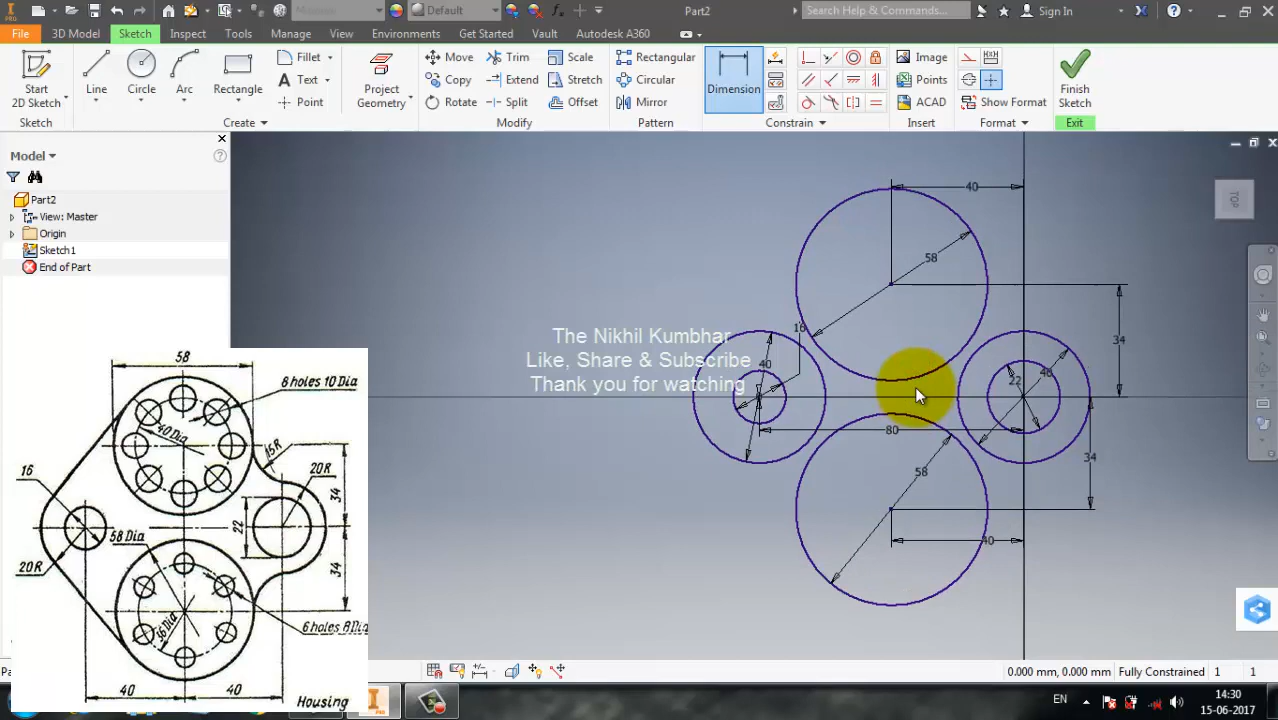 PRO
Material
Default
Part2
Search Help & Commands...
Sign In
File
3D Model
Sketch
Inspect
Tools
Manage
View
Environments
Get Started
Vault
Autodesk A360
Start
2D Sketch
Line
Circle
Arc
Rectangle
Fillet
Text
Point
Project
Geometry
Move
Copy
Rotate
Trim
Extend
Split
Scale
Stretch
Offset
Rectangular
Circular
Mirror
Dimension
Image
Points
ACAD
Show Format
Finish
Sketch
Sketch
Create
Modify
Pattern
Constrain
Insert
Format
Exit
Model
Part2
View: Master
Origin
Sketch1
End of Part
TOP
40
58
34
16
40
22
80
34
58
40
The Nikhil Kumbhar
Like, Share & Subscribe
Thank you for watching
58
8 holes 10 Dia
40 Dia
15R
20R
16
34
22
58 Dia
20R
34
36 Dia
6 holes 8 Dia
40
40
Housing
0.000 mm, 0.000 mm
Fully Constrained
1
1
EN
14:30
15-06-2017